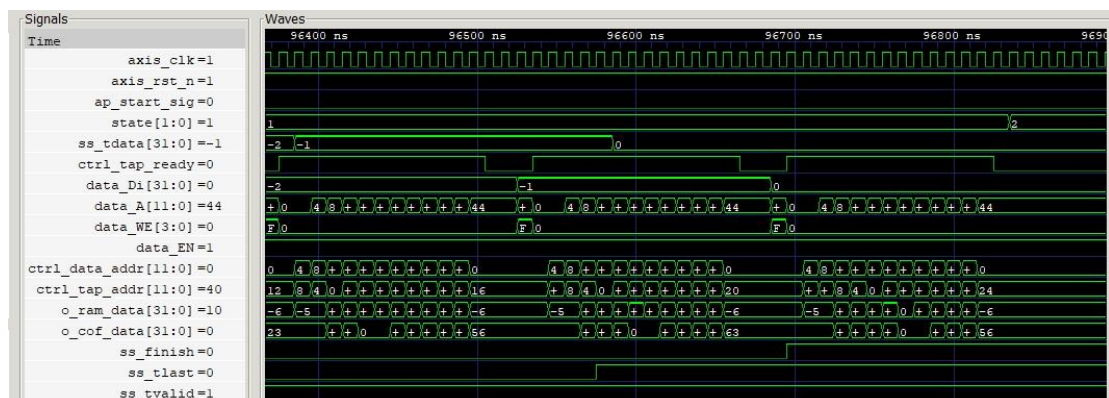 Signals Waves
Time 96400 ns 96500 ns 96600 ns 96700 ns 96800 ns 9690
axis_clk=1
axis_rst_n=1
ap_start_sig=0
state[1:0]=1 1 2
ss_tdata[31:0]=-1 -2 -1 0
ctrl_tap_ready=0
data_Di[31:0]=0 -2 -1 0
data_A[11:0]=44 + 0 4 8 + + + + + + + + 44 + 0 4 8 + + + + + + + + 44 + 0 4 8 + + + + + + + + 44
data_WE[3:0]=0 F 0 F 0 F 0
data_EN=1
ctrl_data_addr[11:0]=0 0 4 8 + + + + + + + + 0 4 8 + + + + + + + + 0 4 8 + + + + + + + + 0
ctrl_tap_addr[11:0]=40 12 8 4 0 + + + + + + + + 16 + 8 4 0 + + + + + + + 20 + + 8 4 0 + + + + + + 24
o_ram_data[31:0]=10 -6 -5 + + + + + + + + + -6 -5 + + + + + + + + + -6 -5 + + + + 0 + + + + -6
o_cof_data[31:0]=0 23 + + 0 + + + + + 56 + + + 0 + + + + 63 + + + + 0 + + + 56
ss_finish=0
ss_tlast=0
ss_tvalid=1